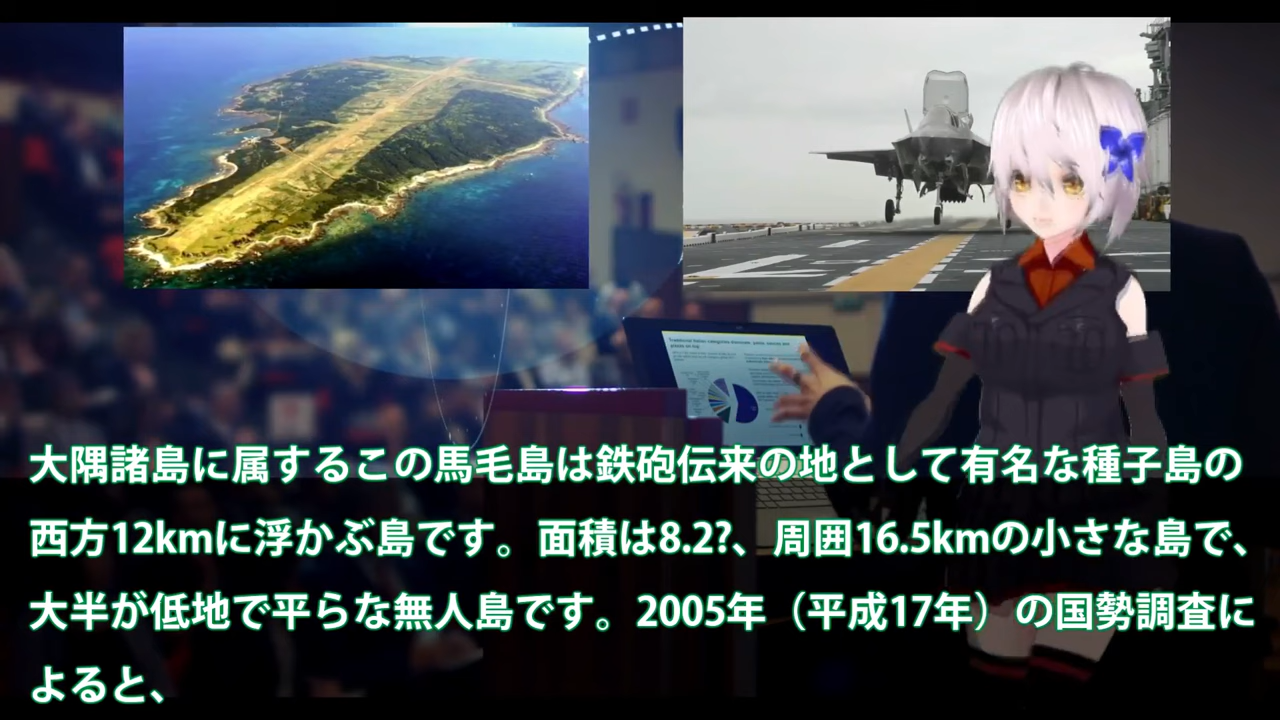 大隅諸島に属するこの馬毛島は鉄砲伝来の地として有名な種子島の
西方12kmに浮かぶ島です。面積は8.2?、周囲16.5kmの小さな島で、
大半が低地で平らな無人島です。2005年（平成17年）の国勢調査に
よると、